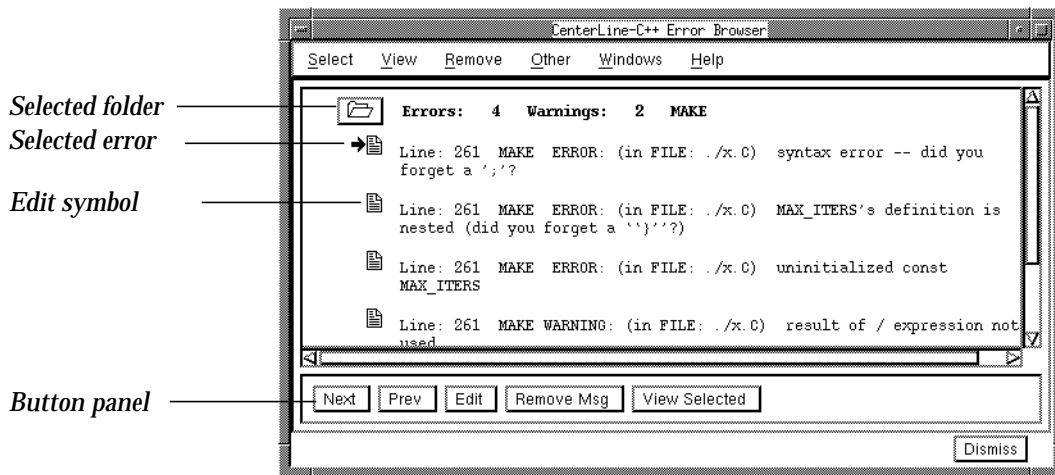 CenterLine-C++ Error Browser
Select View Remove Other Windows Help
Selected folder
Errors: 4 Warnings: 2 MAKE
Selected error
Line: 261 MAKE ERROR: (in FILE: ./x.C) syntax error -- did you
forget a ';'?
Edit symbol
Line: 261 MAKE ERROR: (in FILE: ./x.C) MAX_ITERS's definition is
nested (did you forget a ``}''?)
Line: 261 MAKE ERROR: (in FILE: ./x.C) uninitialized const
MAX_ITERS
Line: 261 MAKE WARNING: (in FILE: ./x.C) result of / expression not
used
Button panel
Next Prev Edit Remove Msg View Selected
Dismiss